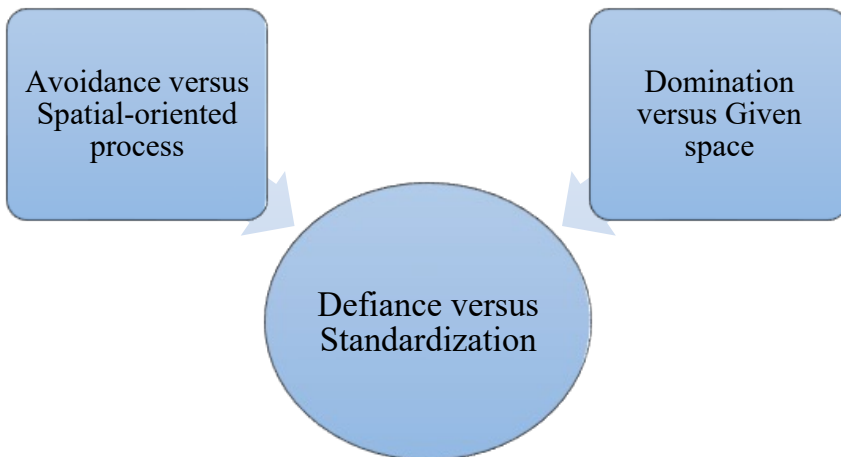 Avoidance versus
Spatial-oriented
process
Domination
versus Given
space
Defiance versus
Standardization